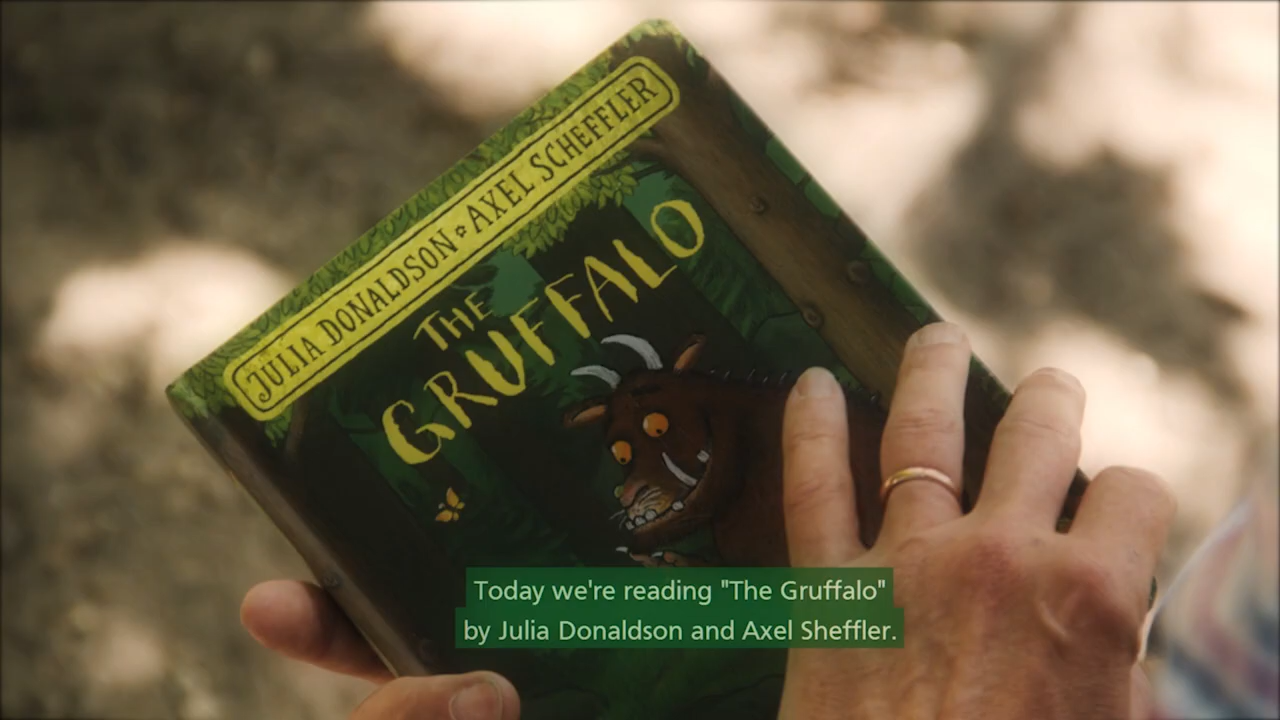 JULIA DONALDSON * AXEL SCHEFFLER
THE
GRUFFALO
Today we're reading "The Gruffalo"
by Julia Donaldson and Axel Sheffler.